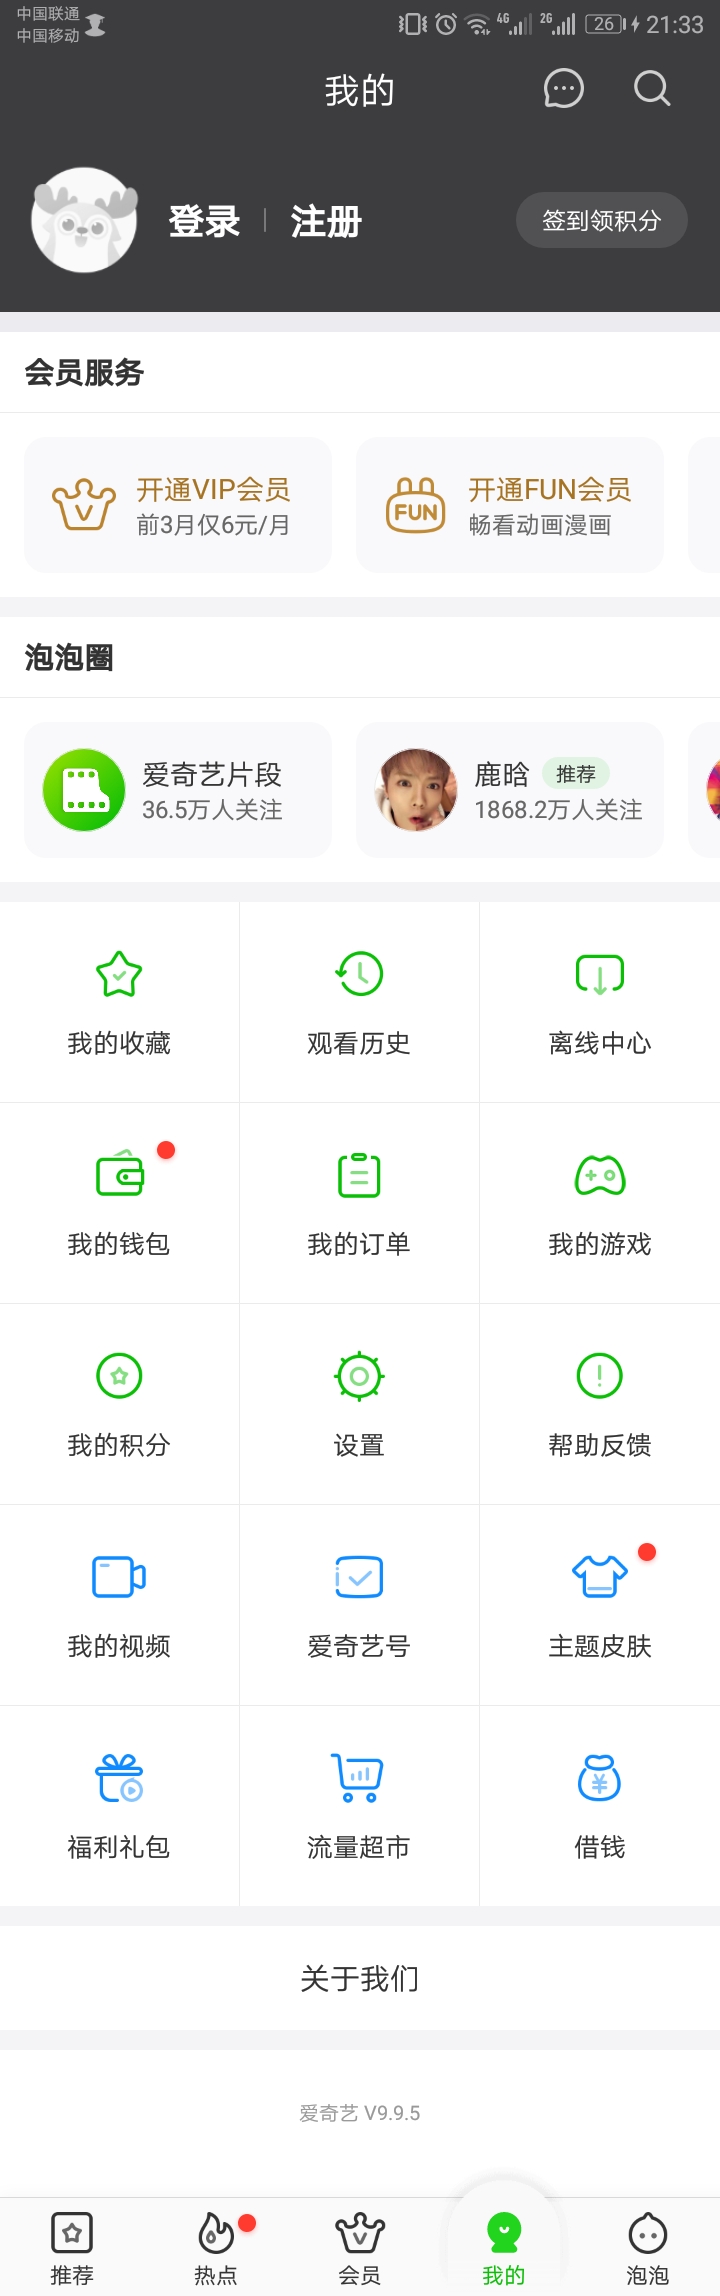 中国联通
中国移动
4G 2G 26 21:33
我的
登录 注册 签到领积分
会员服务
开通VIP会员
前3月仅6元/月
FUN
开通FUN会员
畅看动画漫画
泡泡圈
爱奇艺片段
36.5万人关注
鹿晗 推荐
1868.2万人关注
我的收藏 观看历史 离线中心
我的钱包 我的订单 我的游戏
我的积分 设置 帮助反馈
我的视频 爱奇艺号 主题皮肤
福利礼包 流量超市 借钱
关于我们
爱奇艺 V9.9.5
推荐 热点 会员 我的 泡泡